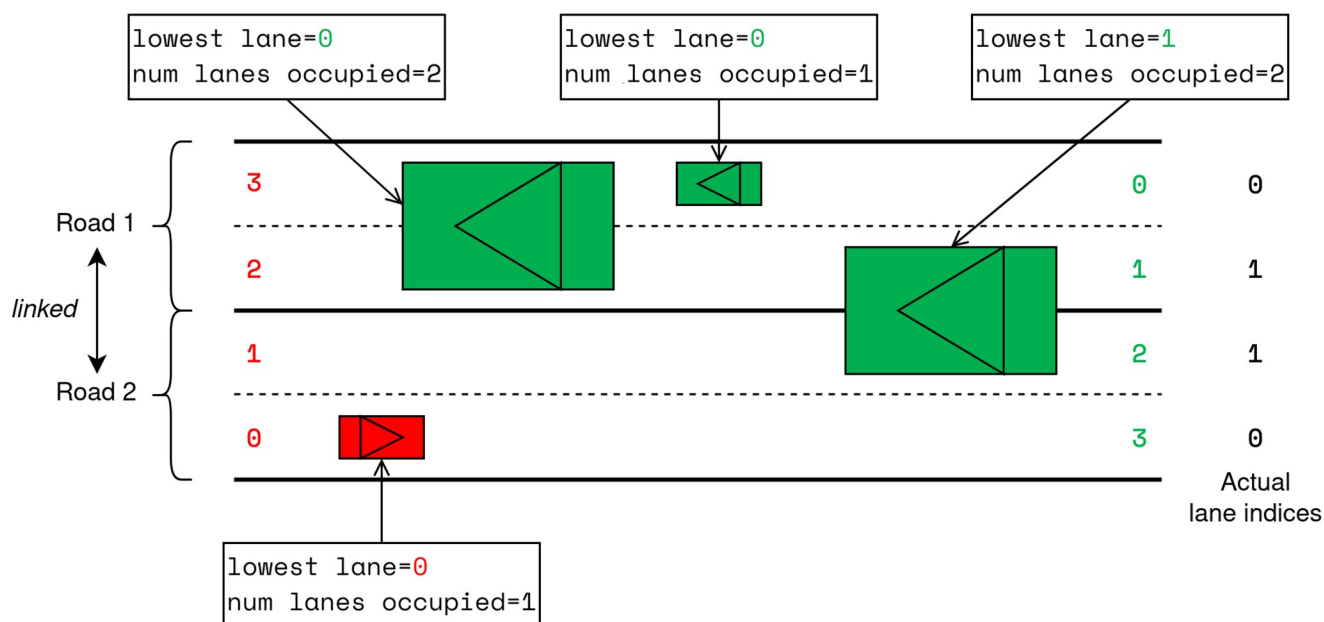 lowest lane=0
num lanes occupied=2
lowest lane=0
num lanes occupied=1
lowest lane=1
num lanes occupied=2
3
0
0
Road 1
2
1
1
linked
1
2
1
Road 2
0
3
0
Actual
lane indices
lowest lane=0
num lanes occupied=1